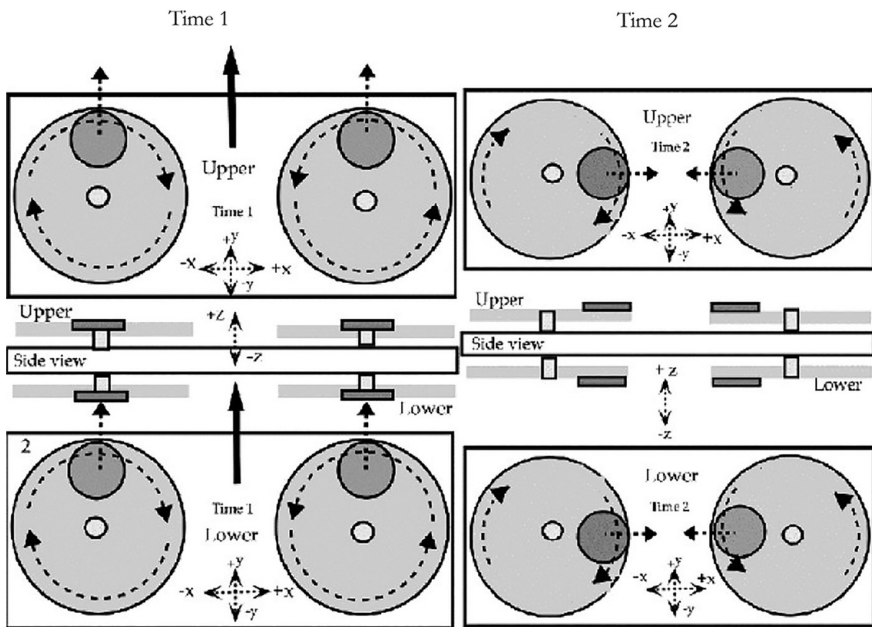 Time 1
Time 2
Upper
Time 1
+y
-x
+x
-y
Upper
+z
Side view
-z
Lower
2
Time 1
Lower
+y
-x
+x
-y
Upper
Time 2
+y
-x
+x
-y
Upper
Side view
+ z
Lower
-z
Lower
Time 2
+y
-x
+x
-y